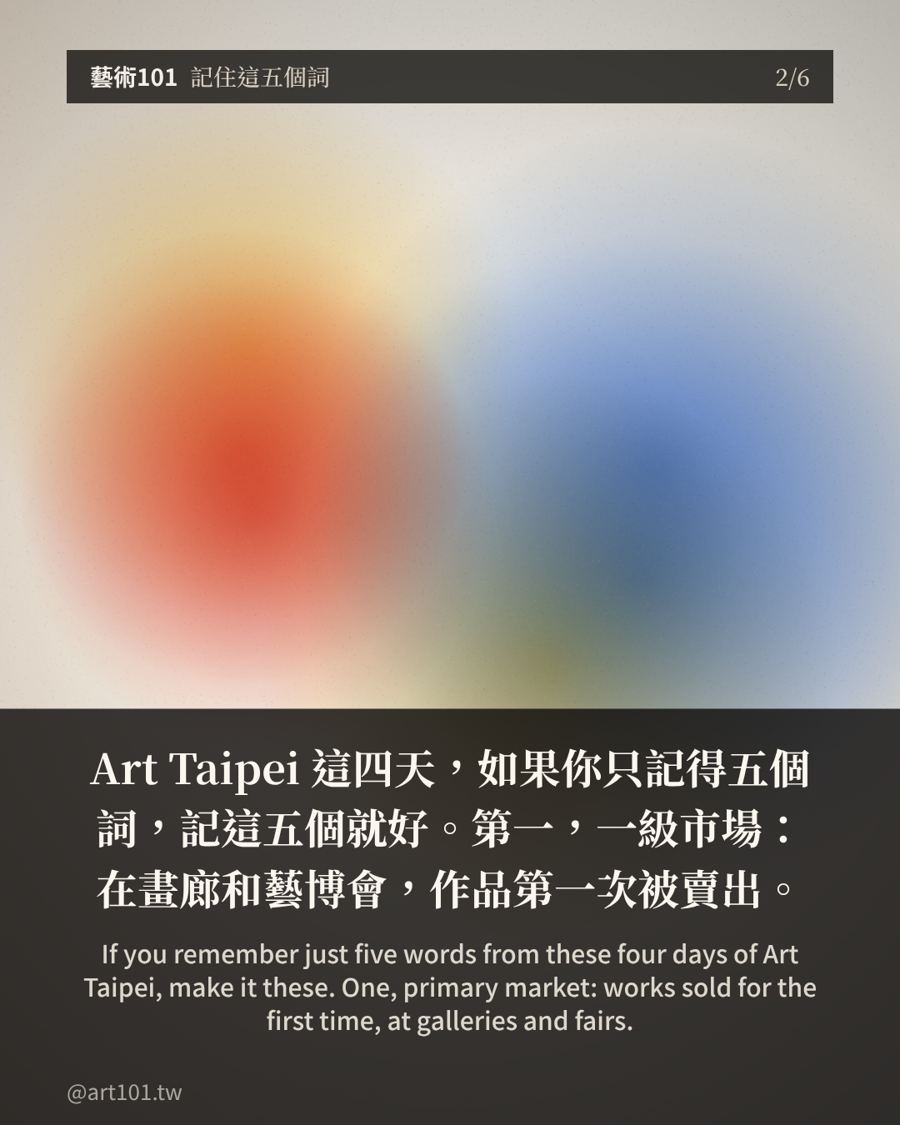 藝術101 記住這五個詞 2/6
Art Taipei 這四天，如果你只記得五個
詞，記這五個就好。第一，一級市場：
在畫廊和藝博會，作品第一次被賣出。
If you remember just five words from these four days of Art
Taipei, make it these. One, primary market: works sold for the
first time, at galleries and fairs.
@art101.tw